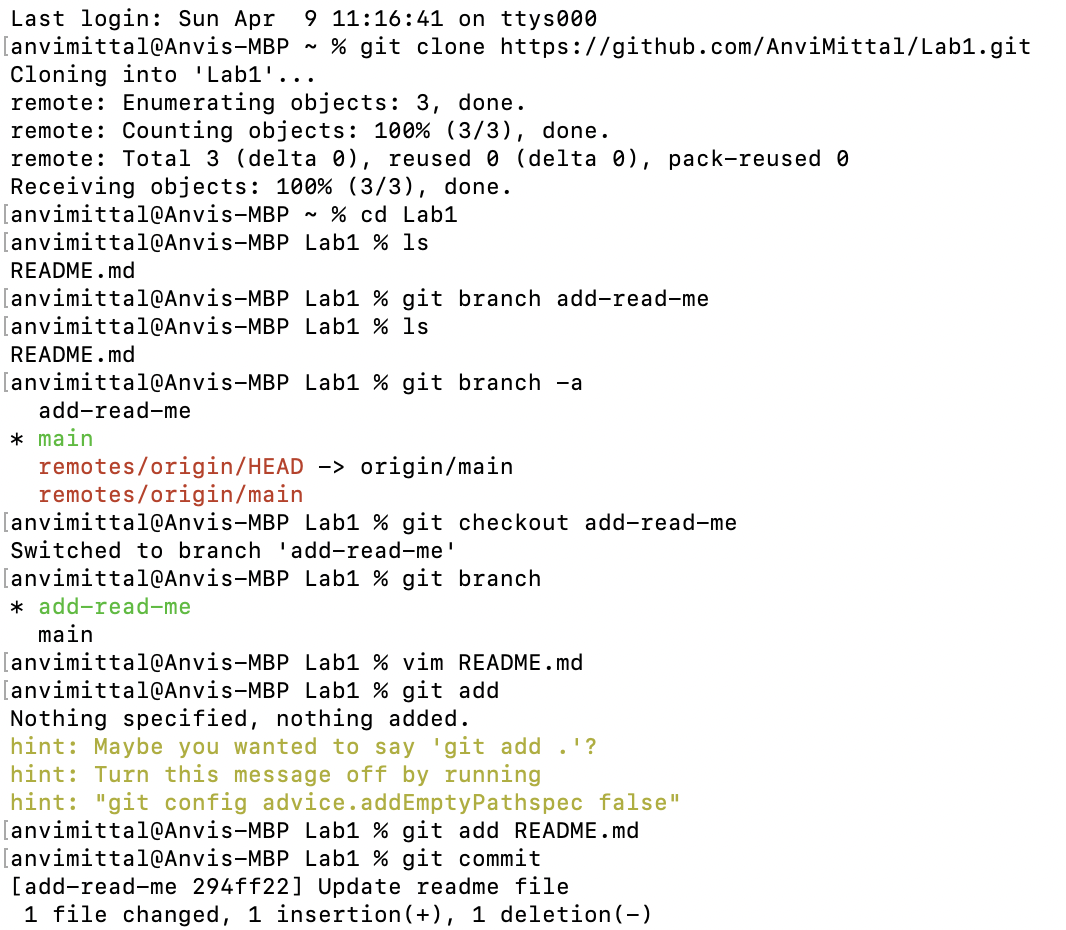 Last login: Sun Apr  9 11:16:41 on ttys000
[anvimittal@Anvis-MBP ~ % git clone https://github.com/AnviMittal/Lab1.git
Cloning into 'Lab1'...
remote: Enumerating objects: 3, done.
remote: Counting objects: 100% (3/3), done.
remote: Total 3 (delta 0), reused 0 (delta 0), pack-reused 0
Receiving objects: 100% (3/3), done.
[anvimittal@Anvis-MBP ~ % cd Lab1
[anvimittal@Anvis-MBP Lab1 % ls
README.md
[anvimittal@Anvis-MBP Lab1 % git branch add-read-me
[anvimittal@Anvis-MBP Lab1 % ls
README.md
[anvimittal@Anvis-MBP Lab1 % git branch -a
  add-read-me
* main
  remotes/origin/HEAD -> origin/main
  remotes/origin/main
[anvimittal@Anvis-MBP Lab1 % git checkout add-read-me
Switched to branch 'add-read-me'
[anvimittal@Anvis-MBP Lab1 % git branch
* add-read-me
  main
[anvimittal@Anvis-MBP Lab1 % vim README.md
[anvimittal@Anvis-MBP Lab1 % git add
Nothing specified, nothing added.
hint: Maybe you wanted to say 'git add .'?
hint: Turn this message off by running
hint: "git config advice.addEmptyPathspec false"
[anvimittal@Anvis-MBP Lab1 % git add README.md
[anvimittal@Anvis-MBP Lab1 % git commit
[add-read-me 294ff22] Update readme file
 1 file changed, 1 insertion(+), 1 deletion(-)